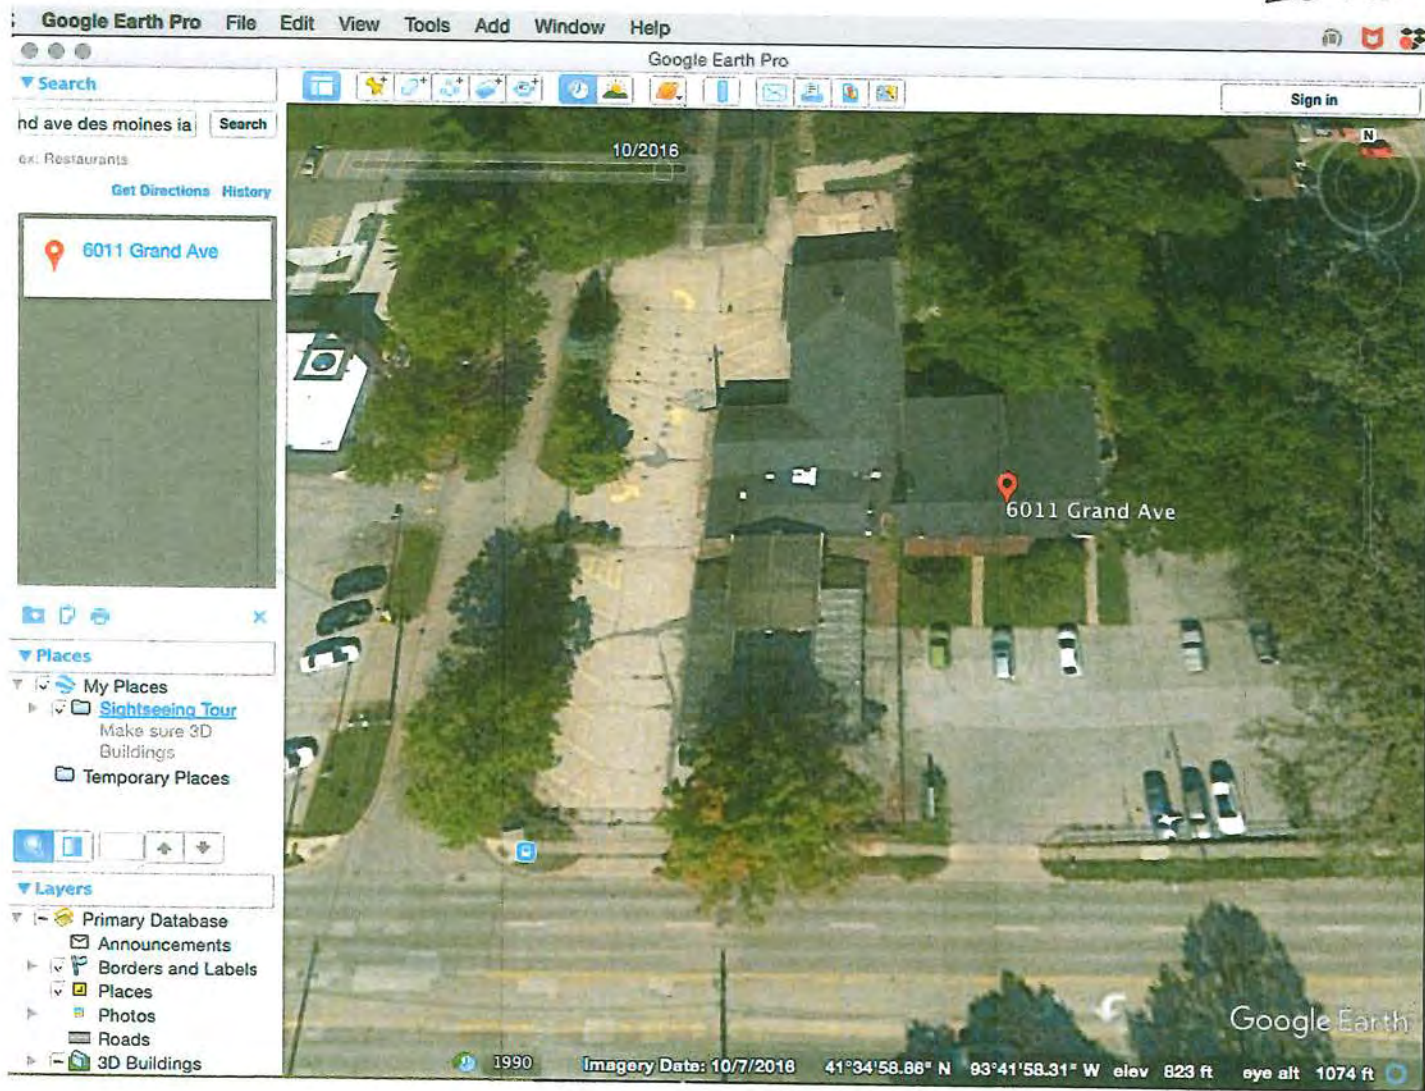 Google Earth Pro File Edit View Tools Add Window Help
Google Earth Pro
Search
Sign in
nd ave des moines ia Search
ex: Restaurants
Get Directions History
6011 Grand Ave
10/2016
N
6011 Grand Ave
Places
My Places
Sightseeing Tour
Make sure 3D
Buildings
Temporary Places
Layers
Primary Database
Announcements
Borders and Labels
Places
Photos
Roads
3D Buildings
Google Earth
1990 Imagery Date: 10/7/2016 41°34'58.86" N 93°41'58.31" W elev 823 ft eye alt 1074 ft